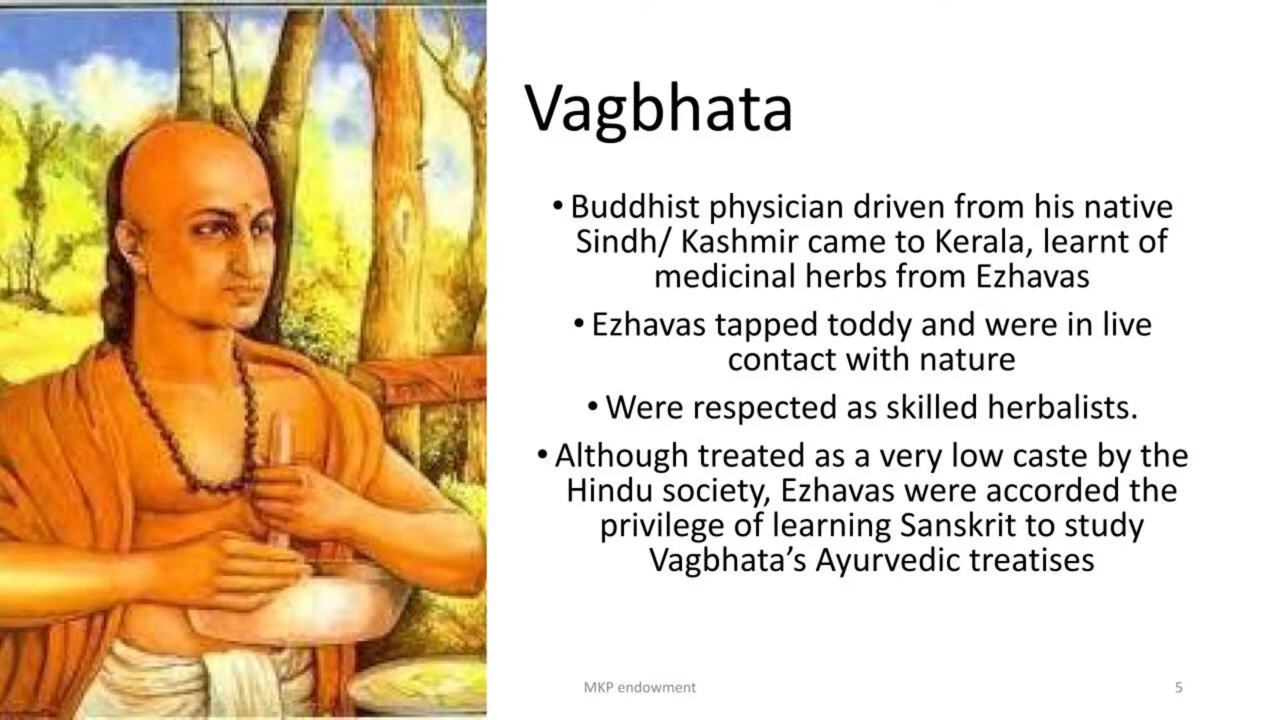 Vagbhata
• Buddhist physician driven from his native
Sindh/ Kashmir came to Kerala, learnt of
medicinal herbs from Ezhavas
• Ezhavas tapped toddy and were in live
contact with nature
• Were respected as skilled herbalists.
• Although treated as a very low caste by the
Hindu society, Ezhavas were accorded the
privilege of learning Sanskrit to study
Vagbhata’s Ayurvedic treatises
MKP endowment
5